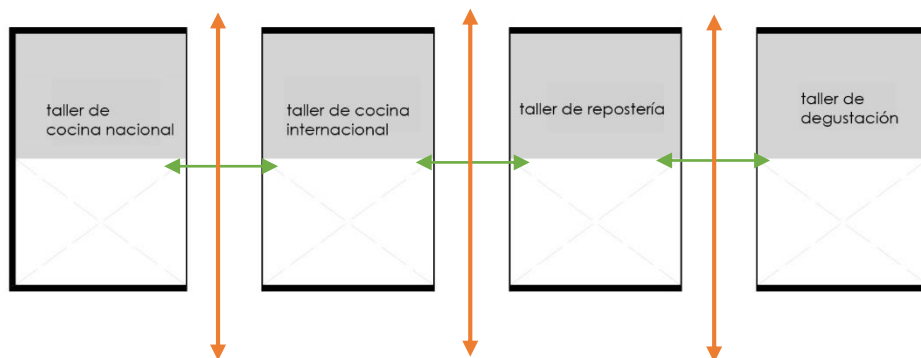 taller de
cocina nacional
taller de cocina
internacional
taller de repostería
taller de
degustación